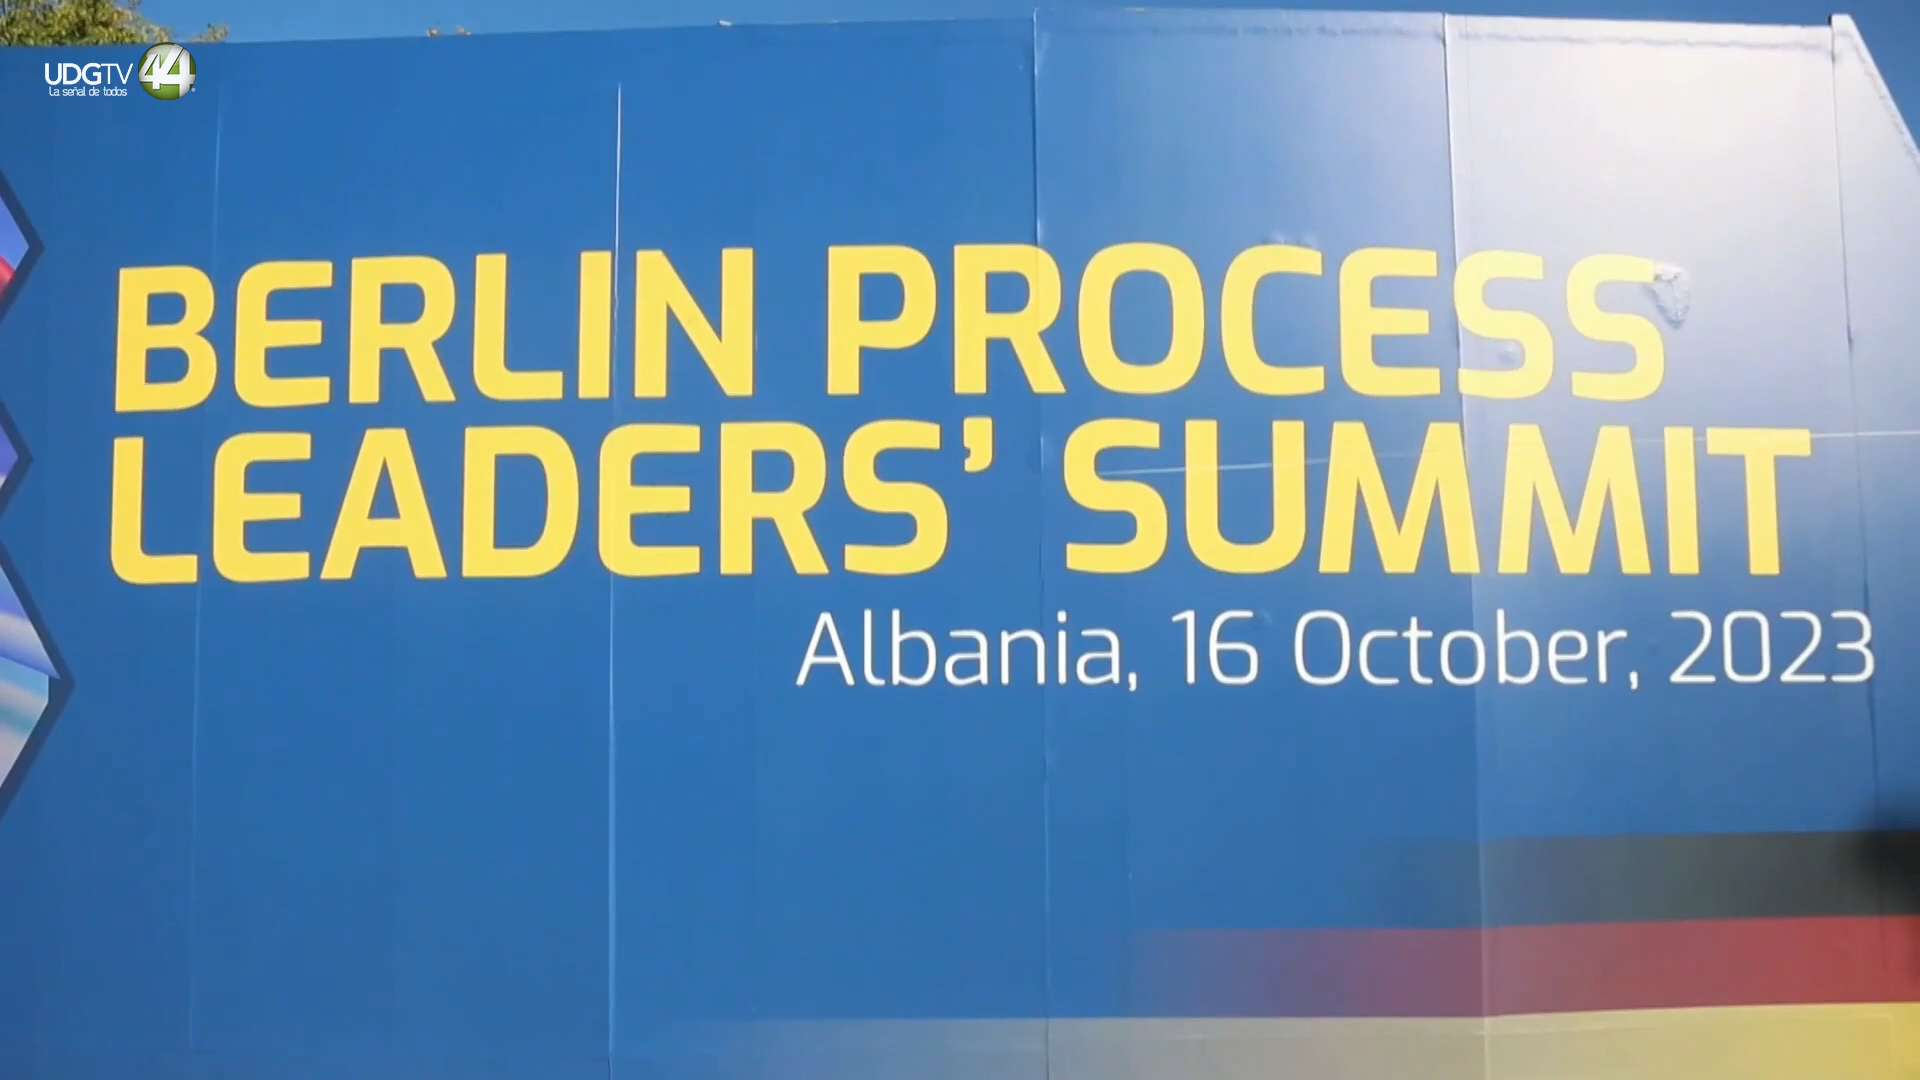 UDGTV 44
La señal de todos
BERLIN PROCESS
LEADERS’ SUMMIT
Albania, 16 October, 2023